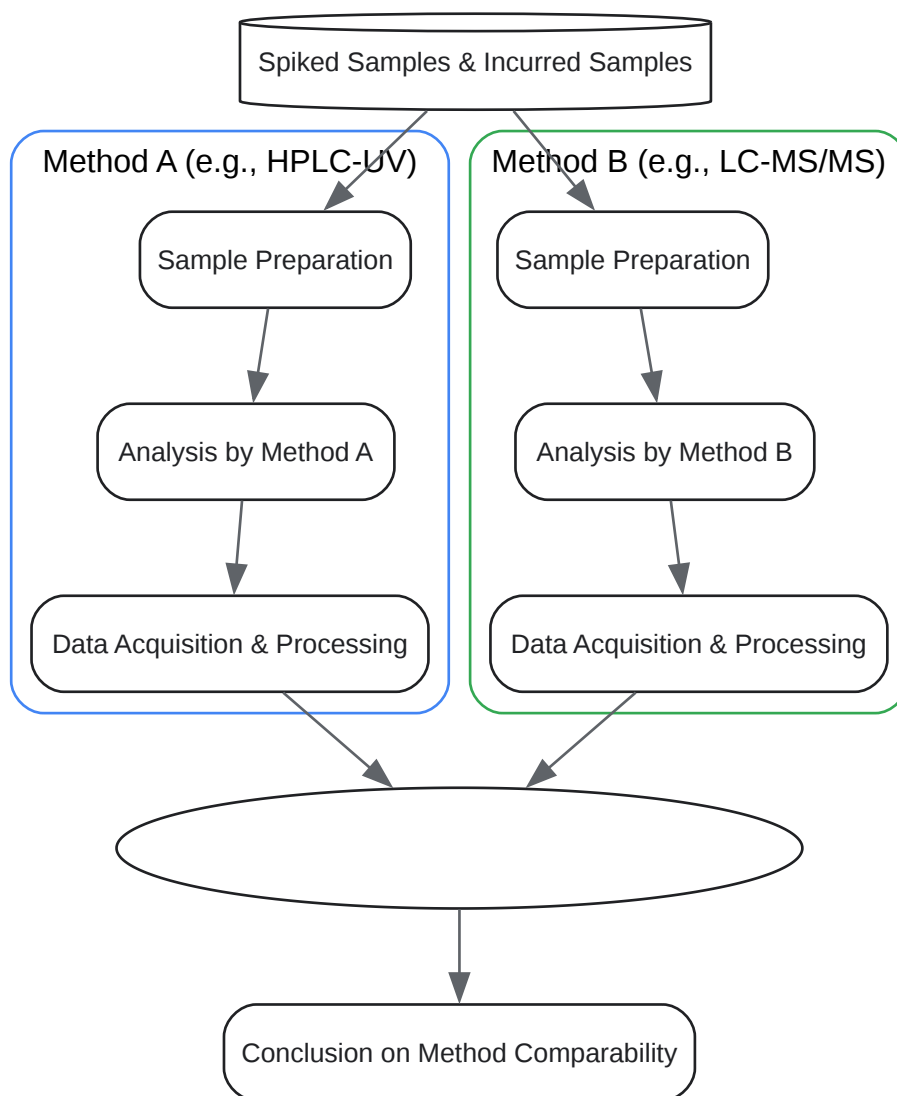 Spiked Samples & Incurred Samples
Method A (e.g., HPLC-UV)
Method B (e.g., LC-MS/MS)
Sample Preparation
Sample Preparation
Analysis by Method A
Analysis by Method B
Data Acquisition & Processing
Data Acquisition & Processing
Conclusion on Method Comparability